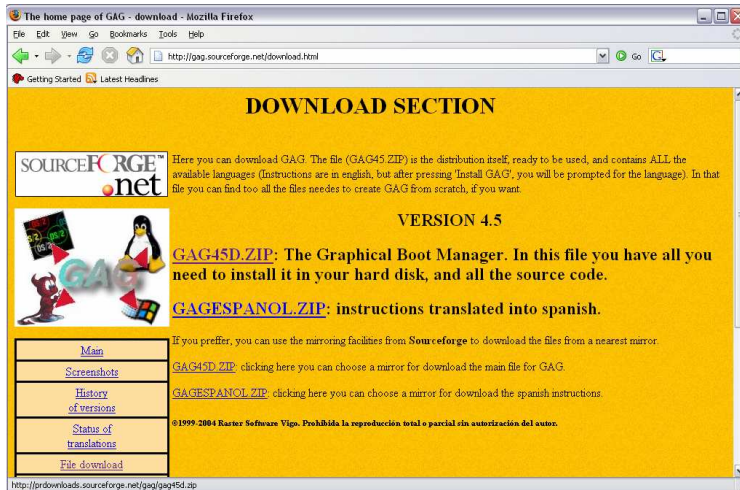 The home page of GAG - download - Mozilla Firefox
File Edit View Go Bookmarks Tools Help
http://gag.sourceforge.net/download.html
Go
Getting Started
Latest Headlines
DOWNLOAD SECTION
SOURCEFORGE™
.net
Here you can download GAG. The file (GAG45.ZIP) is the distribution itself, ready to be used, and contains ALL the
available languages (Instructions are in english, but after pressing 'Install GAG', you will be prompted for the language). In that
file you can find too all the files needes to create GAG from scratch, if you want.
OS/2
GAG
VERSION 4.5
GAG45D.ZIP: The Graphical Boot Manager. In this file you have all you
need to install it in your hard disk, and all the source code.
GAGESPANOL.ZIP: instructions translated into spanish.
If you preffer, you can use the mirroring facilities from Sourceforge to download the files from a nearest mirror.
GAG45D.ZIP: clicking here you can choose a mirror for download the main file for GAG.
GAGESPANOL.ZIP: clicking here you can choose a mirror for download the spanish instructions.
©1999-2004 Raster Software Vigo. Prohibida la reproducción total o parcial sin autorización del autor.
Main
Screenshots
History
of versions
Status of
translations
File download
http://prdownloads.sourceforge.net/gag/gag45d.zip